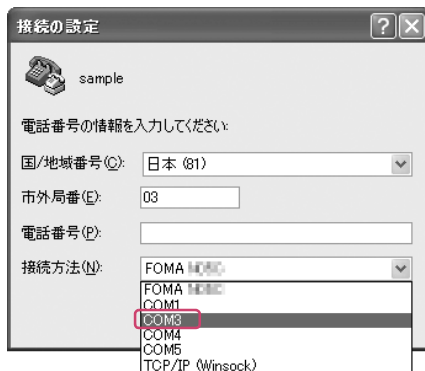 接続の設定
sample
電話番号の情報を入力してください:
国/地域番号(C): 日本 (81)
市外局番(E): 03
電話番号(P):
接続方法(N): FOMA
FOMA
COM1
COM3
COM4
COM5
TCP/IP (Winsock)